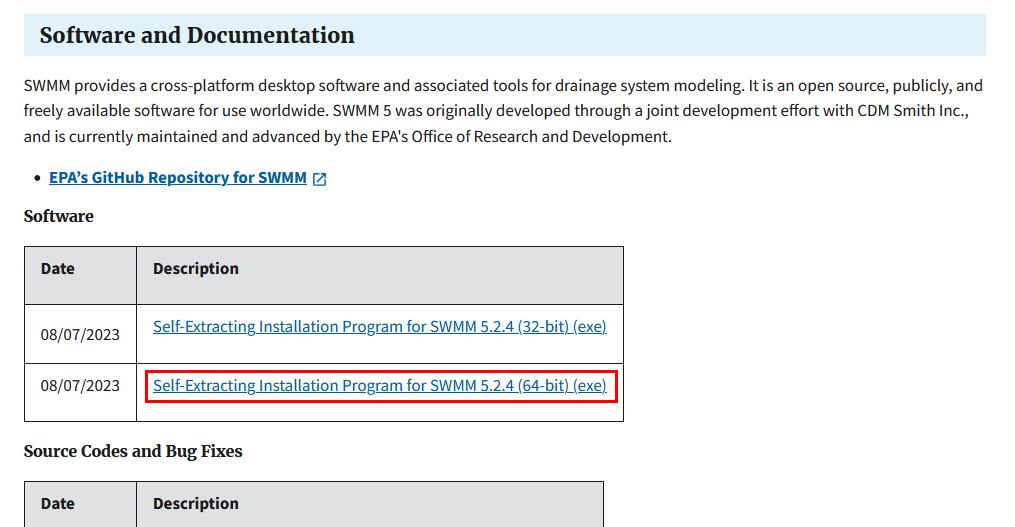 Software and Documentation
SWMM provides a cross-platform desktop software and associated tools for drainage system modeling. It is an open source, publicly, and
freely available software for use worldwide. SWMM 5 was originally developed through a joint development effort with CDM Smith Inc.,
and is currently maintained and advanced by the EPA's Office of Research and Development.
• EPA’s GitHub Repository for SWMM
Software
Date Description
08/07/2023 Self-Extracting Installation Program for SWMM 5.2.4 (32-bit) (exe)
08/07/2023 Self-Extracting Installation Program for SWMM 5.2.4 (64-bit) (exe)
Source Codes and Bug Fixes
Date Description